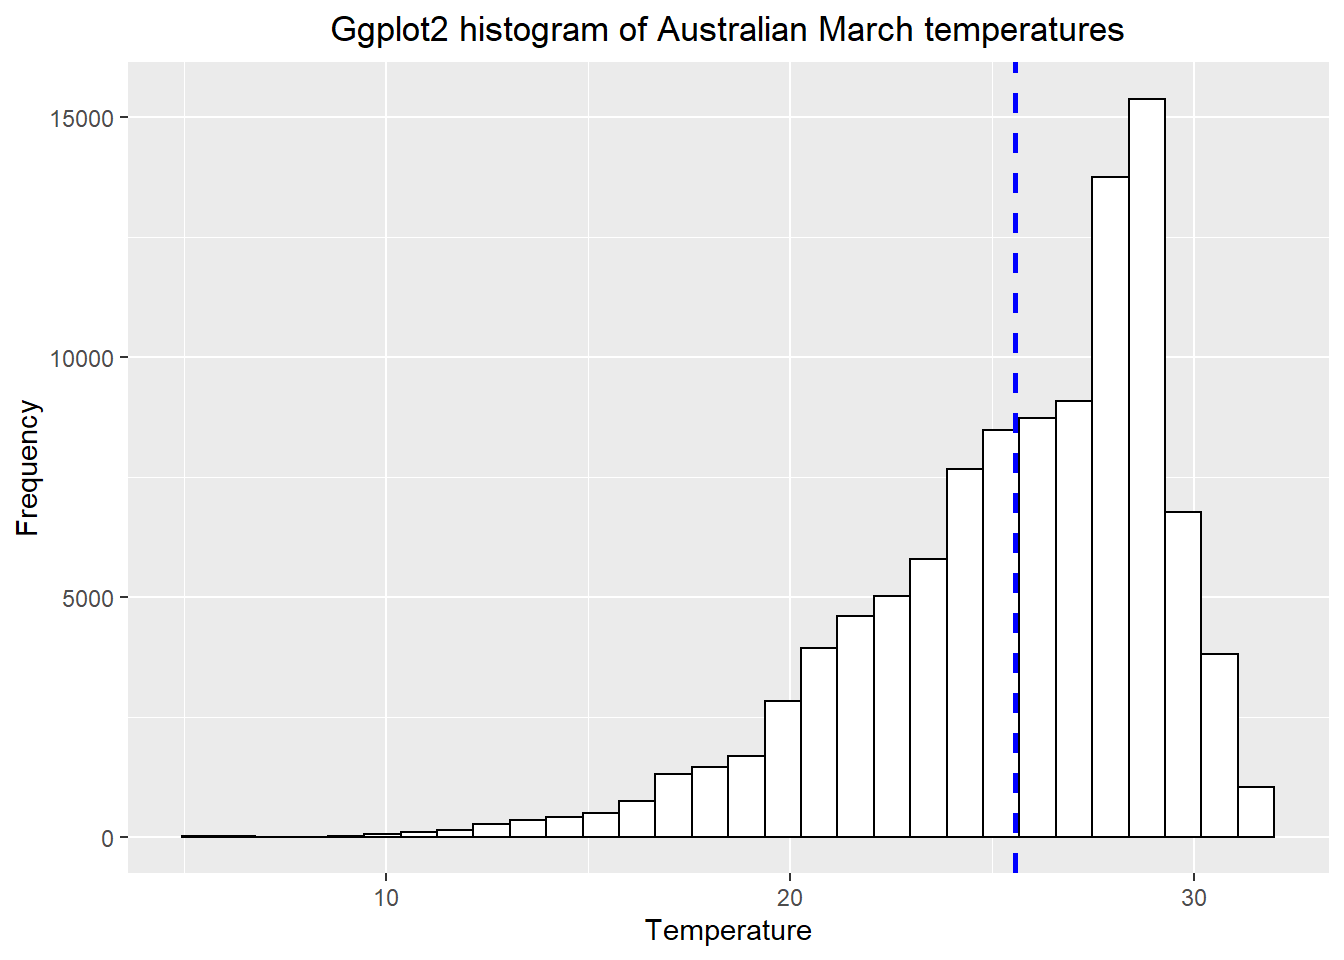 Ggplot2 histogram of Australian March temperatures
15000
10000
5000
0
Frequency
10 20 30
Temperature